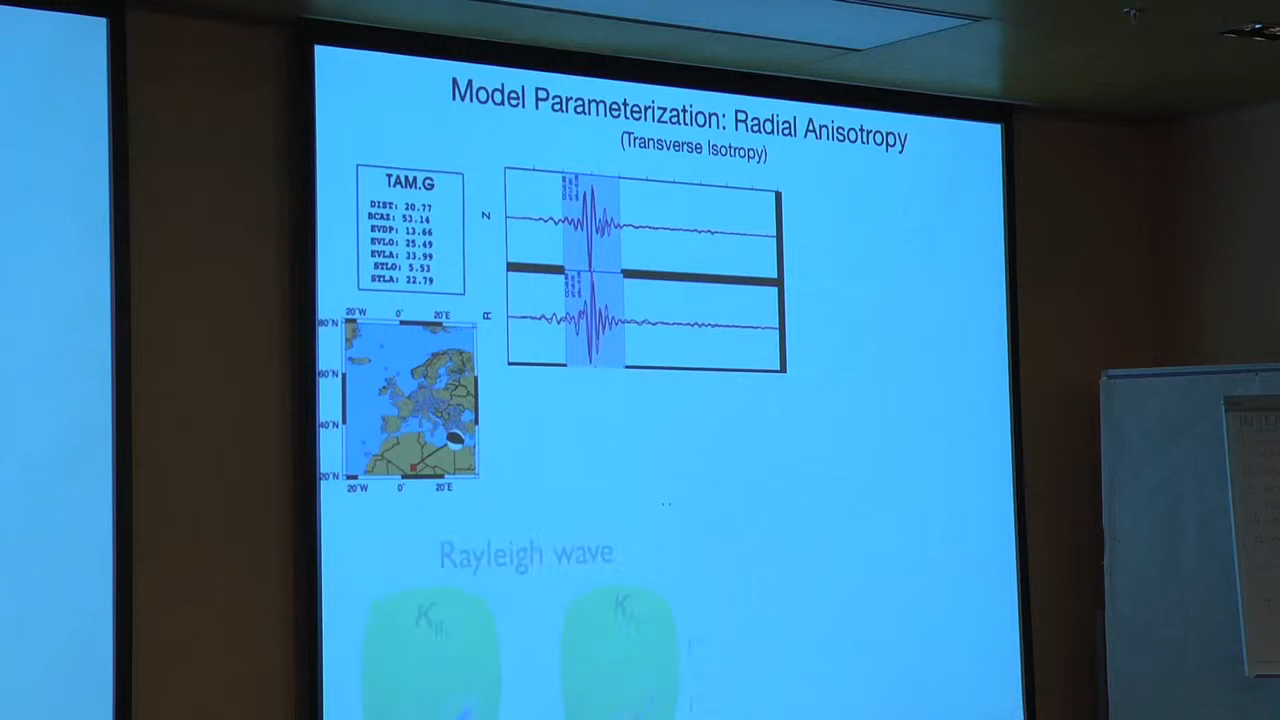 Model Parameterization: Radial Anisotropy
(Transverse Isotropy)
TAM.G
DIST: 20.77
BCAZ: 53.14
EVDP: 13.66
EVLO: 25.49
EVLA: 33.99
STLO: 5.53
STLA: 22.79
Z
R
20°W 0° 20°E
80°N
60°N
40°N
20°N
20°W 0° 20°E
Rayleigh wave